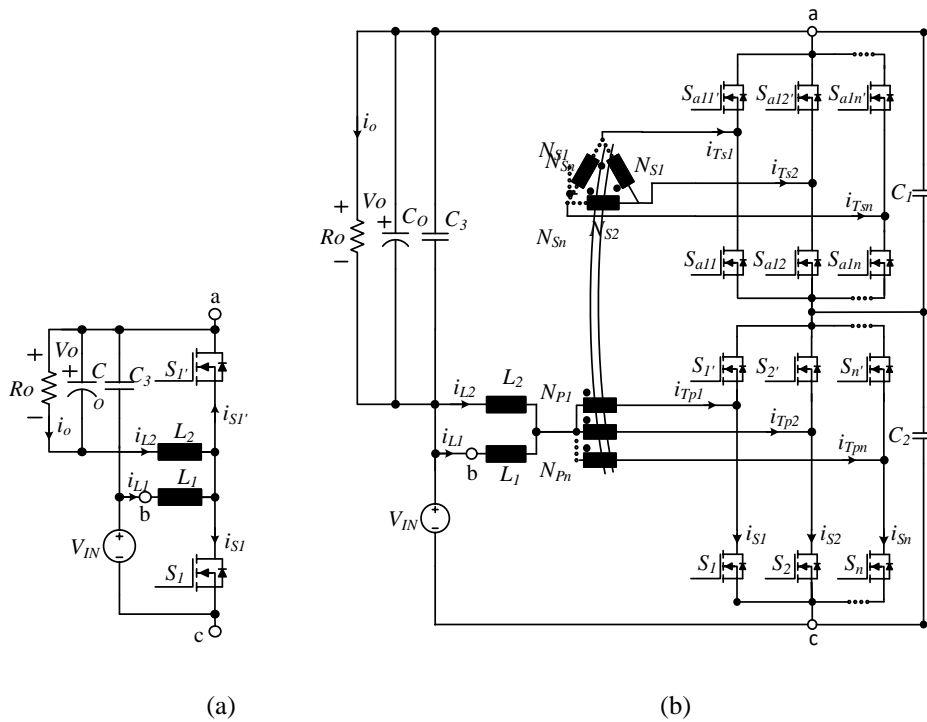 a
S1'
Vo
+
+
C
O
C3
Ro
−
io
iS1'
iL2
L2
iL1
L1
b
VIN
+
−
iS1
S1
c
(a)
a
io
+
Vo
Ro
−
+
CO
C3
Sa11'
Sa12'
Sa1n'
NS1
NSn
NS1
iTs1
iTs2
iTsn
C1
NSn
NS2
Sa11
Sa12
Sa1n
S1'
S2'
Sn'
iL2
L2
NP1
iTp1
iTp2
iL1
b
L1
NPn
iTpn
C2
VIN
+
−
iS1
iS2
iSn
S1
S2
Sn
c
(b)